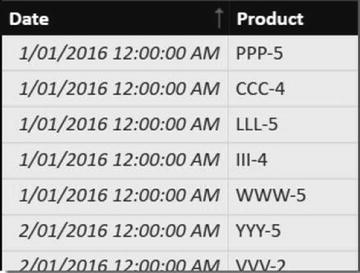 Date Product
1/01/2016 12:00:00 AM PPP-5
1/01/2016 12:00:00 AM CCC-4
1/01/2016 12:00:00 AM LLL-5
1/01/2016 12:00:00 AM III-4
1/01/2016 12:00:00 AM WWW-5
2/01/2016 12:00:00 AM YYY-5
2/01/2016 12:00:00 AM VVV-2